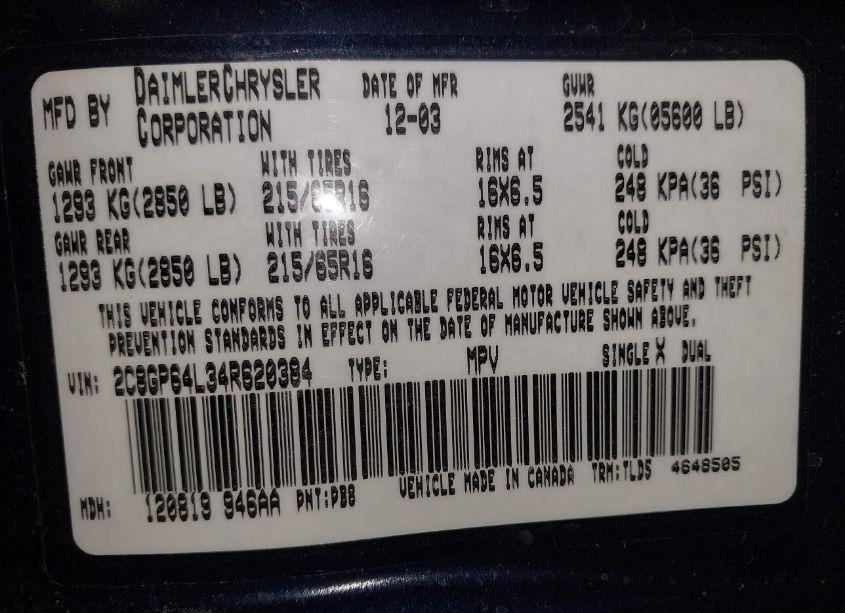 MFD BY DAIMLERCHRYSLER CORPORATION DATE OF MFR 12-03 GVWR 2541 KG(05600 LB)
GAWR FRONT WITH TIRES RIMS AT COLD
1293 KG(2850 LB) 215/65R16 16X6.5 248 KPA(36 PSI)
GAWR REAR WITH TIRES RIMS AT COLD
1293 KG(2850 LB) 215/65R16 16X6.5 248 KPA(36 PSI)
THIS VEHICLE CONFORMS TO ALL APPLICABLE FEDERAL MOTOR VEHICLE SAFETY AND THEFT
PREVENTION STANDARDS IN EFFECT ON THE DATE OF MANUFACTURE SHOWN ABOVE.
VIN: 2C8GP64L34R620384 TYPE: MPV SINGLE X DUAL
MDH: 120819 946AA PNT:PB8 VEHICLE MADE IN CANADA TRM:TLDS 4648505